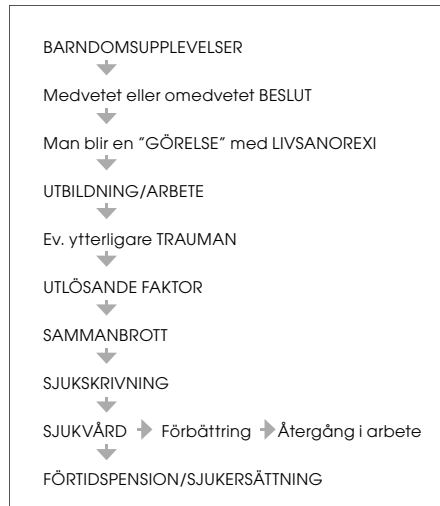 BARNDOMSUPPLEVELSER
Medvetet eller omedvetet BESLUT
Man blir en ”GÖRELSE” med LIVSANOREXI
UTBILDNING/ARBETE
Ev. ytterligare TRAUMAN
UTLÖSANDE FAKTOR
SAMMANBROTT
SJUKSKRIVNING
SJUKVÅRD Förbättring Återgång i arbete
FÖRTIDSPENSION/SJUKERSÄTTNING